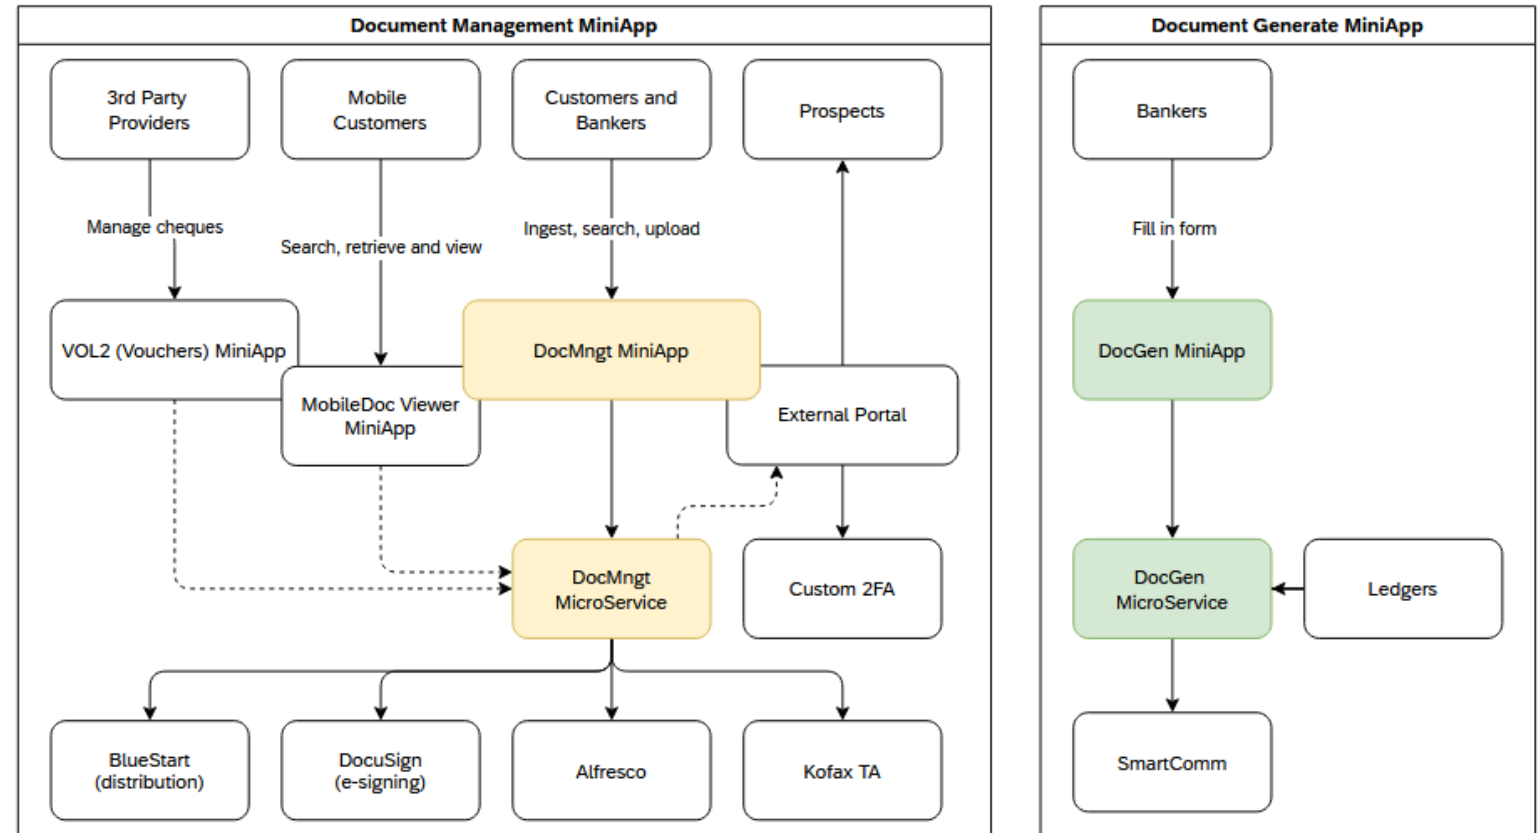 Document Management MiniApp
3rd Party
Providers
Mobile
Customers
Customers and
Bankers
Prospects
Manage cheques
Search, retrieve and view
Ingest, search, upload
VOL2 (Vouchers) MiniApp
MobileDoc Viewer
MiniApp
DocMngt MiniApp
External Portal
DocMngt
MicroService
Custom 2FA
BlueStart
(distribution)
DocuSign
(e-signing)
Alfresco
Kofax TA
Document Generate MiniApp
Bankers
Fill in form
DocGen MiniApp
DocGen
MicroService
Ledgers
SmartComm